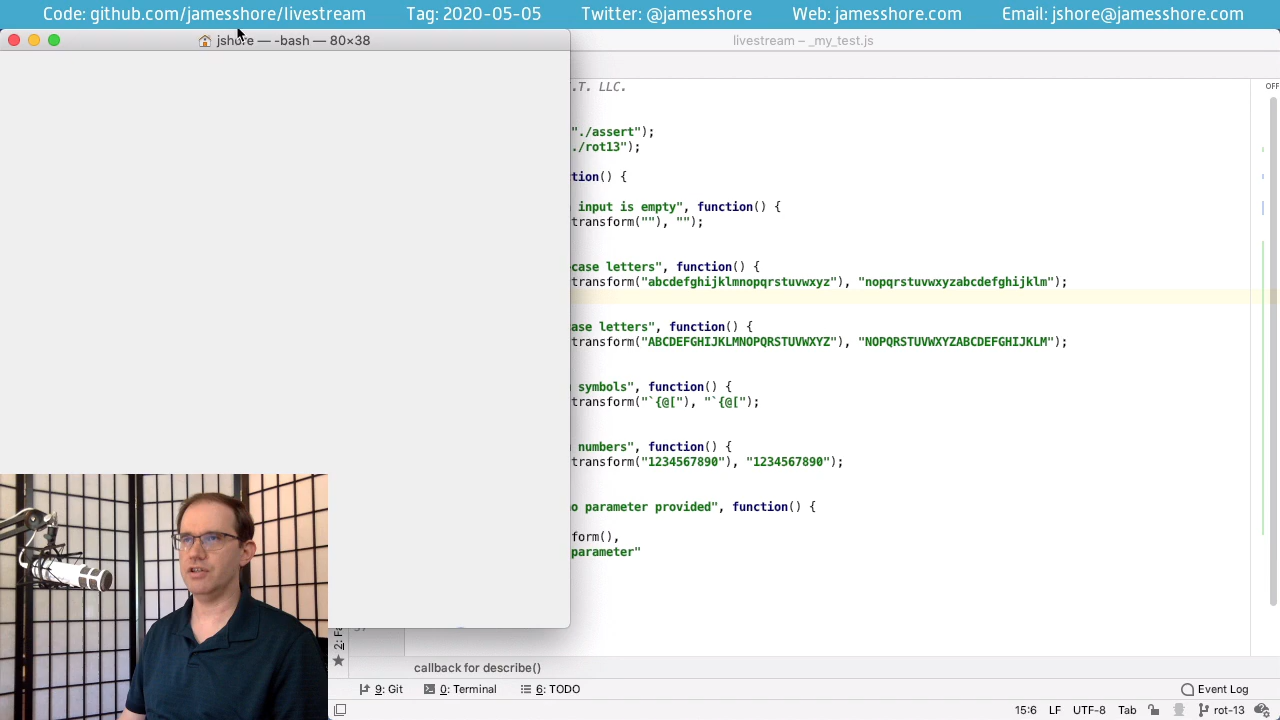 Code: github.com/jamesshore/livestream Tag: 2020-05-05 Twitter: @jamesshore Web: jamesshore.com Email: jshore@jamesshore.com
jshore — -bash — 80×38
livestream – _my_test.js
.T. LLC.
OFF
"./assert");
./rot13");
tion() {
input is empty", function() {
transform(""), "");
case letters", function() {
transform("abcdefghijklmnopqrstuvwxyz"), "nopqrstuvwxyzabcdefghijklm");
ase letters", function() {
transform("ABCDEFGHIJKLMNOPQRSTUVWXYZ"), "NOPQRSTUVWXYZABCDEFGHIJKLM");
symbols", function() {
transform("`{@["), "`{@[");
numbers", function() {
transform("1234567890"), "1234567890");
o parameter provided", function() {
form(),
parameter"
2: Fa
callback for describe()
9: Git 0: Terminal 6: TODO Event Log
15:6 LF UTF-8 Tab rot-13